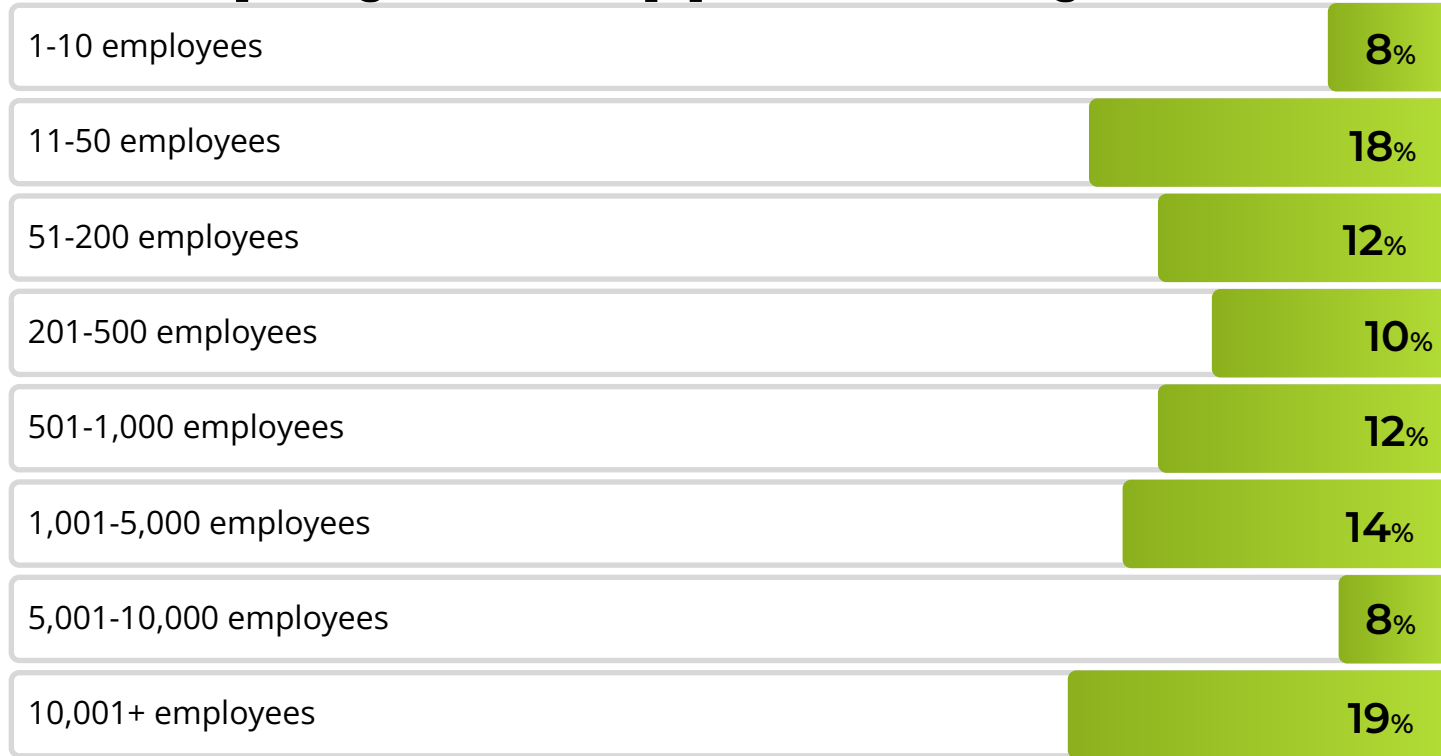 1-10 employees 8%
11-50 employees 18%
51-200 employees 12%
201-500 employees 10%
501-1,000 employees 12%
1,001-5,000 employees 14%
5,001-10,000 employees 8%
10,001+ employees 19%